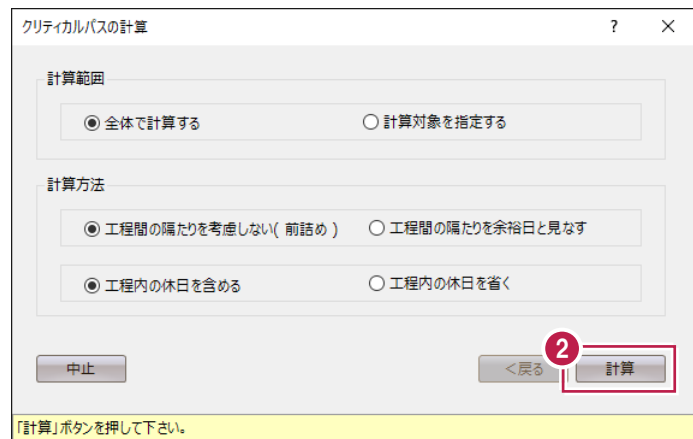 クリティカルパスの計算 ? ×
計算範囲
全体で計算する 計算対象を指定する
計算方法
工程間の隔たりを考慮しない( 前詰め ) 工程間の隔たりを余裕日と見なす
工程内の休日を含める 工程内の休日を省く
2
中止 <戻る 計算
「計算」ボタンを押して下さい。